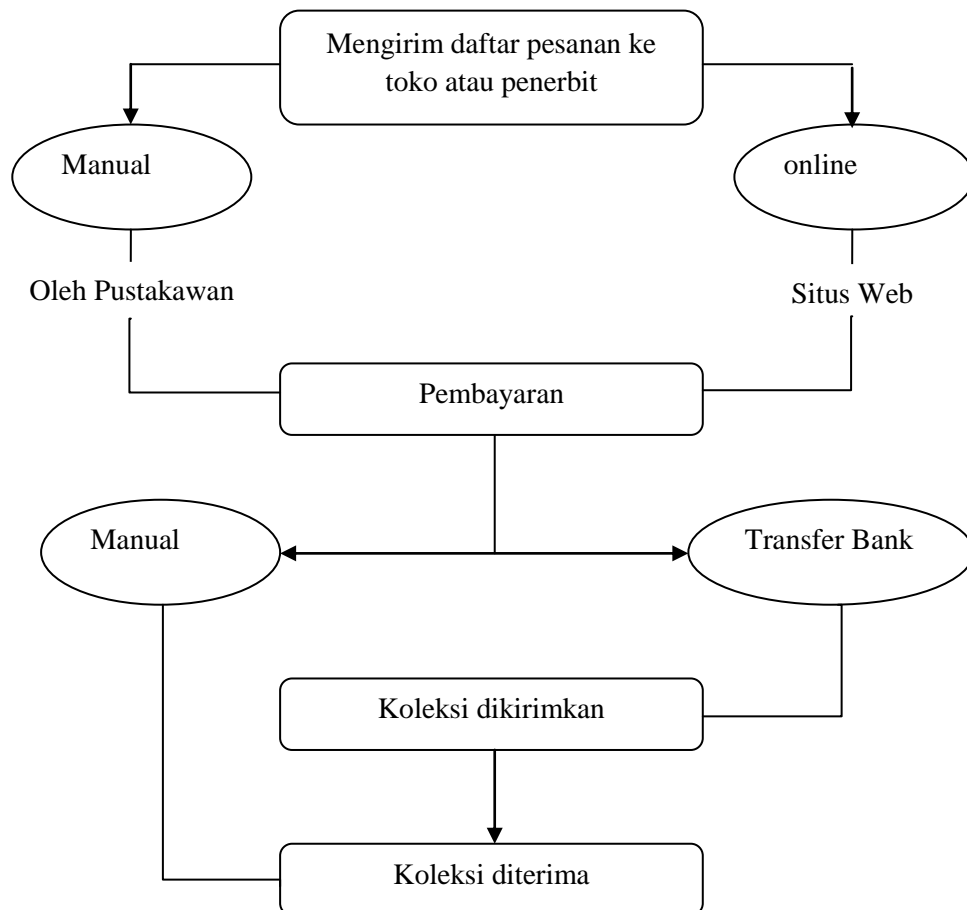 Mengirim daftar pesanan ke
toko atau penerbit
Manual
online
Oleh Pustakawan
Situs Web
Pembayaran
Manual
Transfer Bank
Koleksi dikirimkan
Koleksi diterima